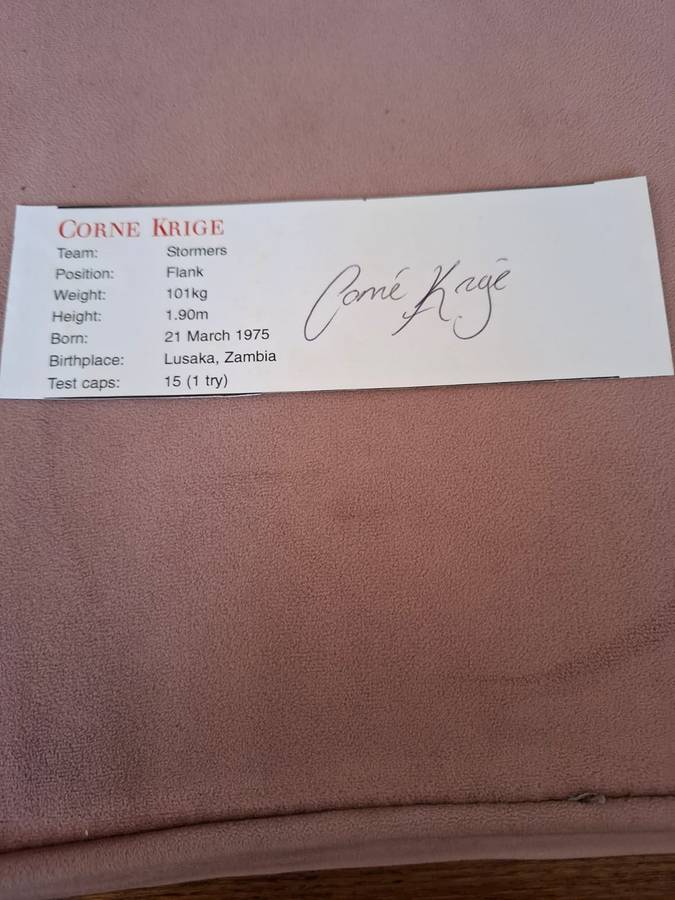 CORNE KRIGE
Team: Stormers
Position: Flank
Weight: 101kg
Height: 1.90m
Born: 21 March 1975
Birthplace: Lusaka, Zambia
Test caps: 15 (1 try)
Corné Krige